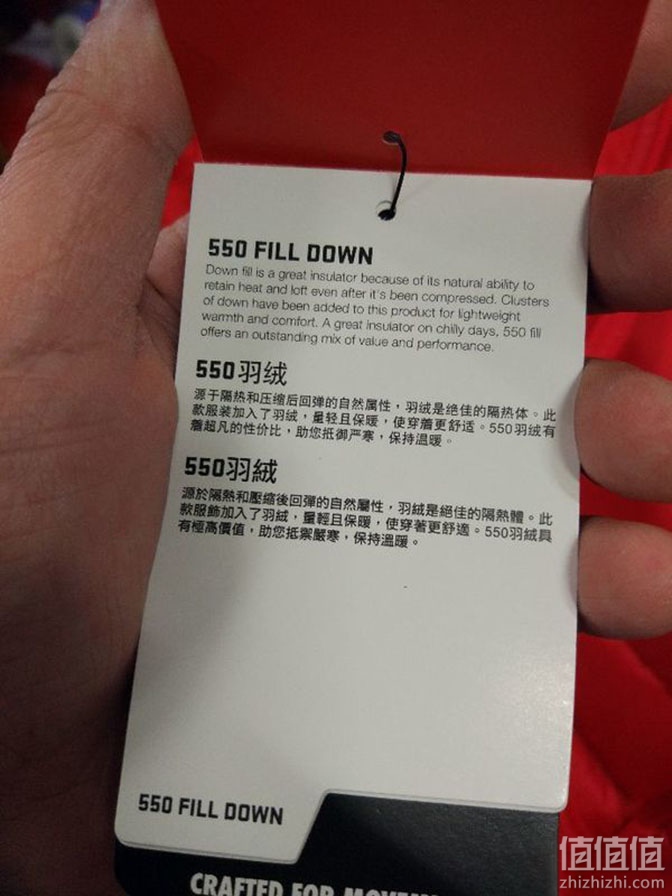 550 FILL DOWN
Down fill is a great insulator because of its natural ability to
retain heat and loft even after it's been compressed. Clusters
of down have been added to this product for lightweight
warmth and comfort. A great insulator on chilly days, 550 fill
offers an outstanding mix of value and performance.
550羽绒
源于隔热和压缩后回弹的自然属性，羽绒是绝佳的隔热体。此
款服装加入了羽绒，量轻且保暖，使穿着更舒适。550羽绒有
着超凡的性价比，助您抵御严寒，保持温暖。
550羽絨
源於隔熱和壓縮後回彈的自然屬性，羽絨是絕佳的隔熱體。此
款服飾加入了羽絨，量輕且保暖，使穿著更舒適。550羽絨具
有極高價值，助您抵禦嚴寒，保持溫暖。
550 FILL DOWN
CRAFTED FOR
值值值
zhizhizhi.com